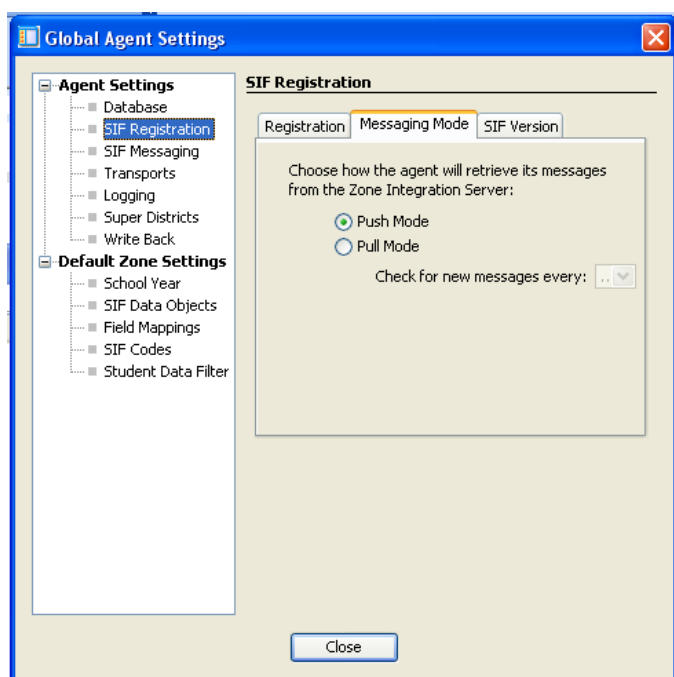 Global Agent Settings
Agent Settings
Database
SIF Registration
SIF Messaging
Transports
Logging
Super Districts
Write Back
Default Zone Settings
School Year
SIF Data Objects
Field Mappings
SIF Codes
Student Data Filter
SIF Registration
Registration Messaging Mode SIF Version
Choose how the agent will retrieve its messages
from the Zone Integration Server:
Push Mode
Pull Mode
Check for new messages every: ..
Close